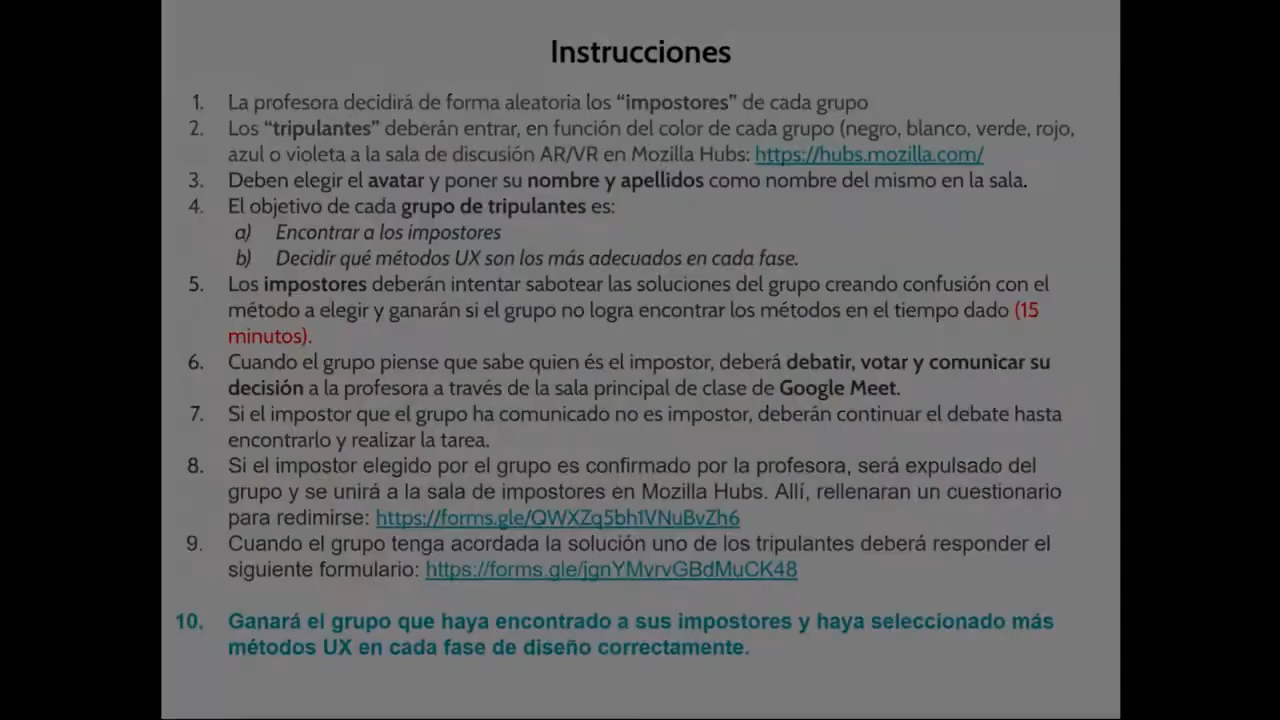 Instrucciones
1. La profesora decidirá de forma aleatoria los “impostores” de cada grupo
2. Los “tripulantes” deberán entrar, en función del color de cada grupo (negro, blanco, verde, rojo,
azul o violeta a la sala de discusión AR/VR en Mozilla Hubs: https://hubs.mozilla.com/
3. Deben elegir el avatar y poner su nombre y apellidos como nombre del mismo en la sala.
4. El objetivo de cada grupo de tripulantes es:
a) Encontrar a los impostores
b) Decidir qué métodos UX son los más adecuados en cada fase.
5. Los impostores deberán intentar sabotear las soluciones del grupo creando confusión con el
método a elegir y ganarán si el grupo no logra encontrar los métodos en el tiempo dado (15
minutos).
6. Cuando el grupo piense que sabe quien és el impostor, deberá debatir, votar y comunicar su
decisión a la profesora a través de la sala principal de clase de Google Meet.
7. Si el impostor que el grupo ha comunicado no es impostor, deberán continuar el debate hasta
encontrarlo y realizar la tarea.
8. Si el impostor elegido por el grupo es confirmado por la profesora, será expulsado del
grupo y se unirá a la sala de impostores en Mozilla Hubs. Allí, rellenaran un cuestionario
para redimirse: https://forms.gle/QWXZq5bh1VNuBvZh6
9. Cuando el grupo tenga acordada la solución uno de los tripulantes deberá responder el
siguiente formulario: https://forms.gle/jgnYMvrvGBdMuCK48
10. Ganará el grupo que haya encontrado a sus impostores y haya seleccionado más
métodos UX en cada fase de diseño correctamente.